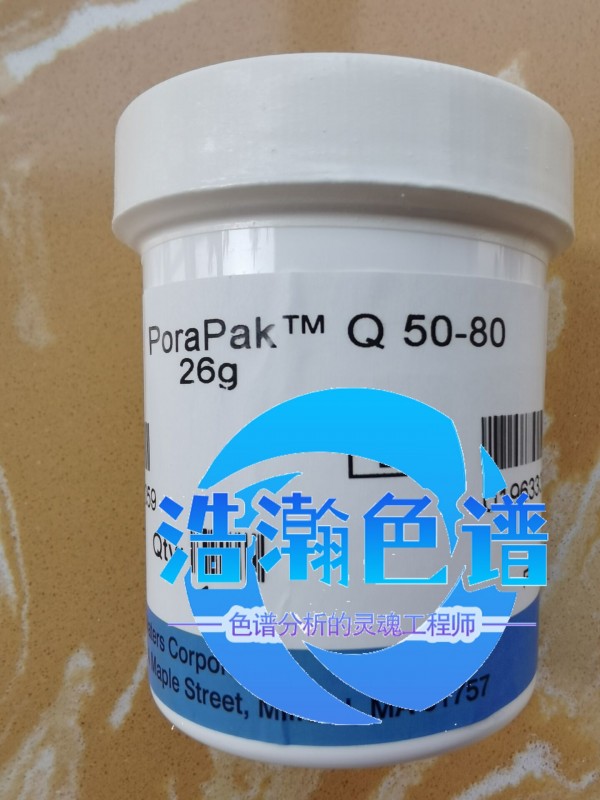 PoraPak™ Q 50-80
26g
Qty
浩瀚色谱
色谱分析的灵魂工程师
Maple Street,